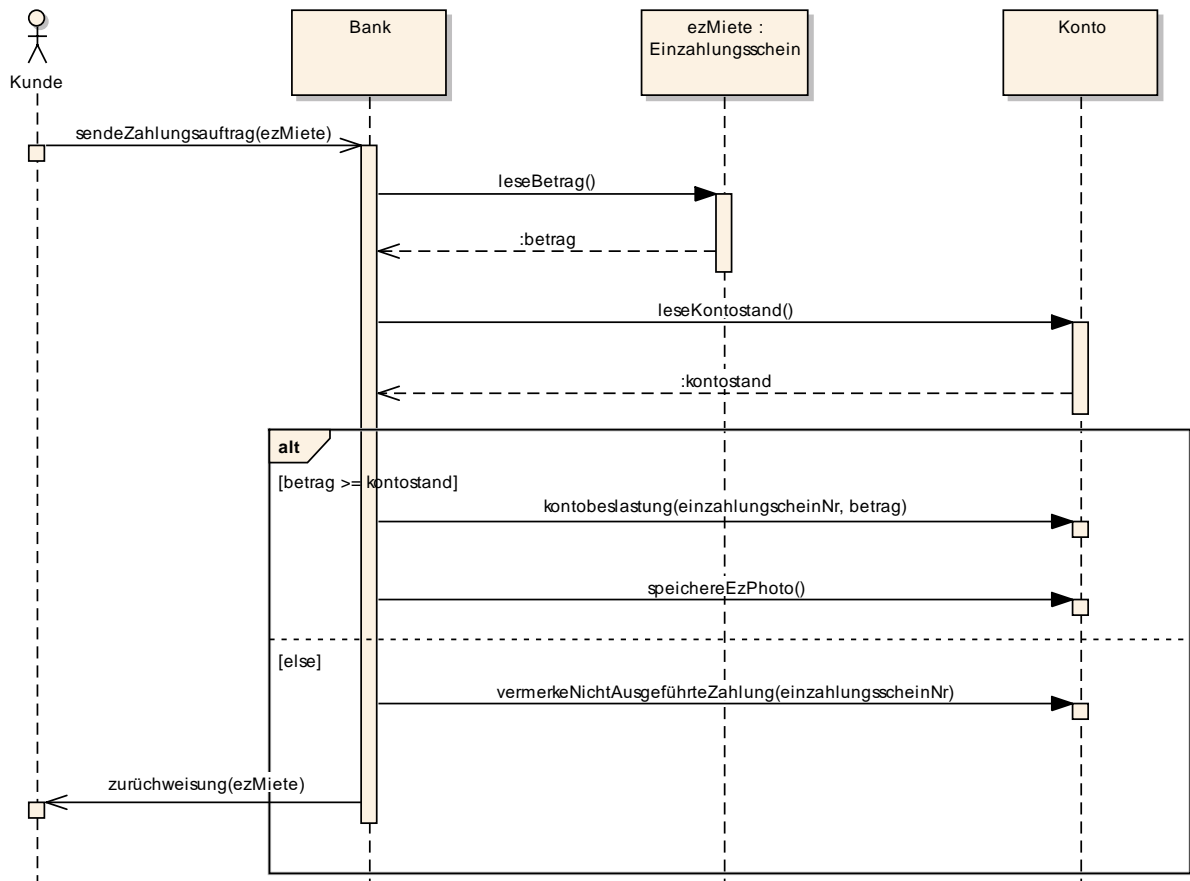 Kunde
Bank
ezMiete :
Einzahlungsschein
Konto
sendeZahlungsauftrag(ezMiete)
leseBetrag()
:betrag
leseKontostand()
:kontostand
alt
[betrag >= kontostand]
kontobeslastung(einzahlungscheinNr, betrag)
speichereEzPhoto()
[else]
vermerkeNichtAusgeführteZahlung(einzahlungsscheinNr)
zurüchweisung(ezMiete)